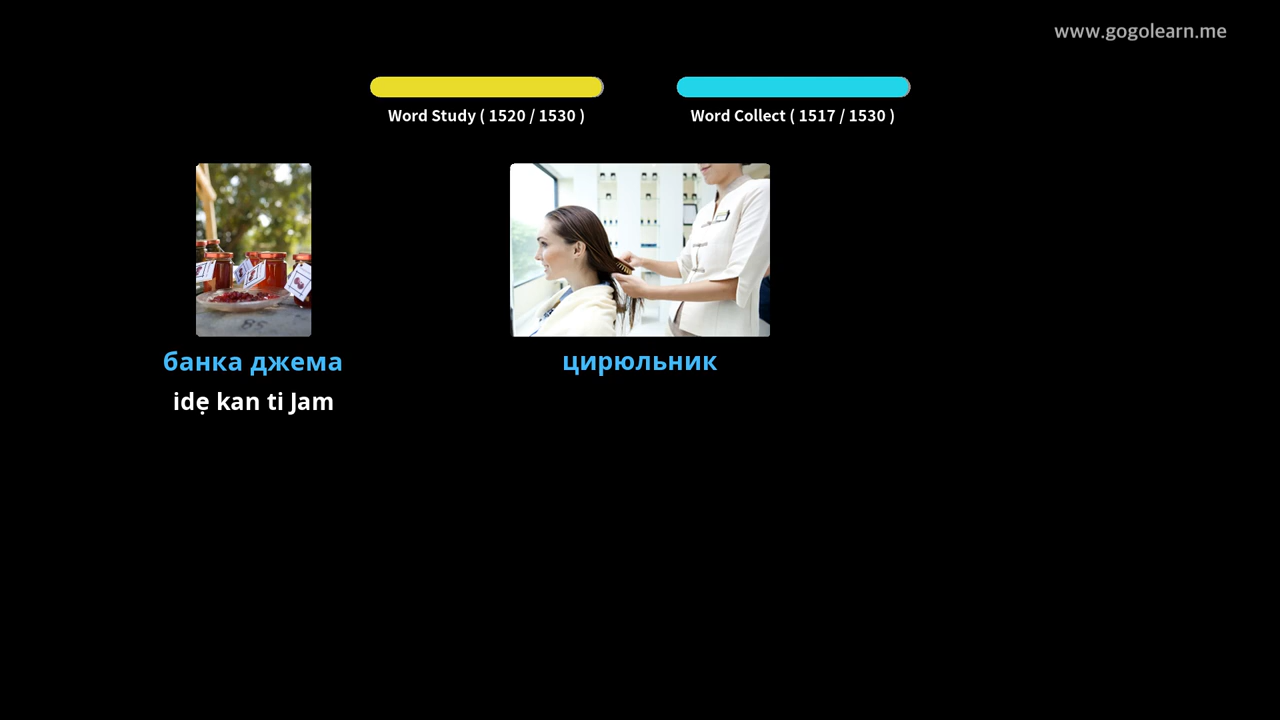 www.gogolearn.me
Word Study ( 1520 / 1530 )
Word Collect ( 1517 / 1530 )
банка джема
idẹ kan ti Jam
цирюльник